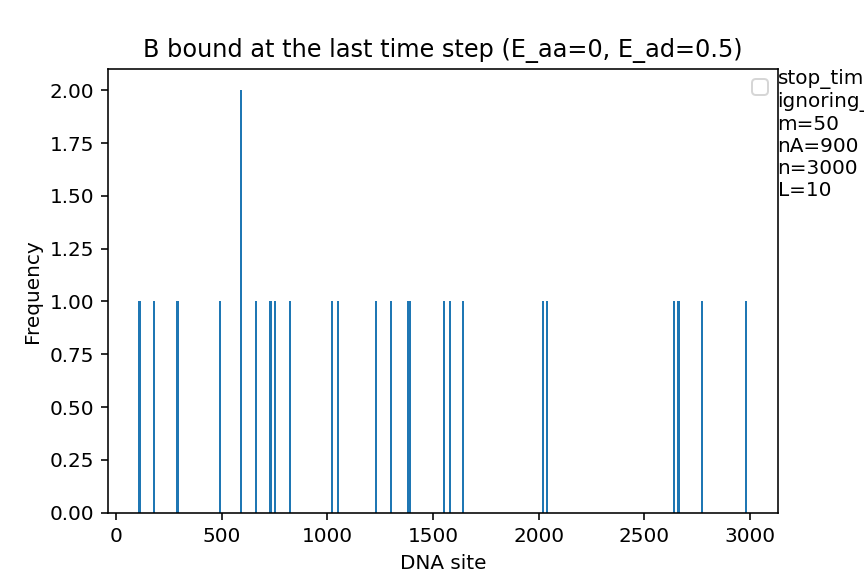 B bound at the last time step (E_aa=0, E_ad=0.5)
stop_tim
ignoring_
m=50
nA=900
n=3000
L=10
2.00
1.75
1.50
1.25
1.00
0.75
0.50
0.25
0.00
Frequency
0 500 1000 1500 2000 2500 3000
DNA site